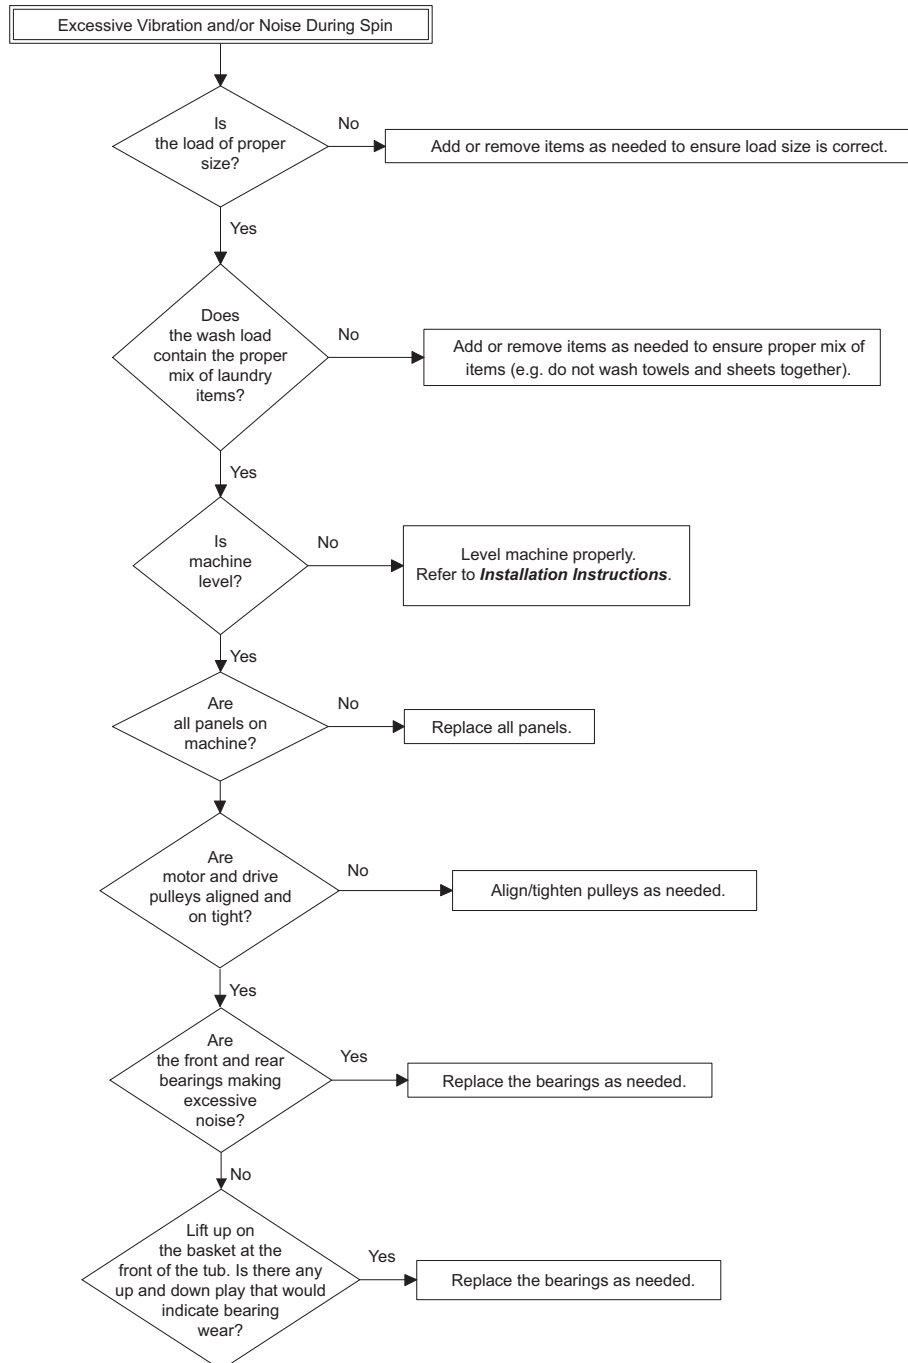 Excessive Vibration and/or Noise During Spin
Is
the load of proper
size?
No
Add or remove items as needed to ensure load size is correct.
Yes
Does
the wash load
contain the proper
mix of laundry
items?
No
Add or remove items as needed to ensure proper mix of
items (e.g. do not wash towels and sheets together).
Yes
Is
machine
level?
No
Level machine properly.
Refer to Installation Instructions.
Yes
Are
all panels on
machine?
No
Replace all panels.
Are
motor and drive
pulleys aligned and
on tight?
No
Align/tighten pulleys as needed.
Yes
Are
the front and rear
bearings making
excessive
noise?
Yes
Replace the bearings as needed.
No
Lift up on
the basket at the
front of the tub. Is there any
up and down play that would
indicate bearing
wear?
Yes
Replace the bearings as needed.